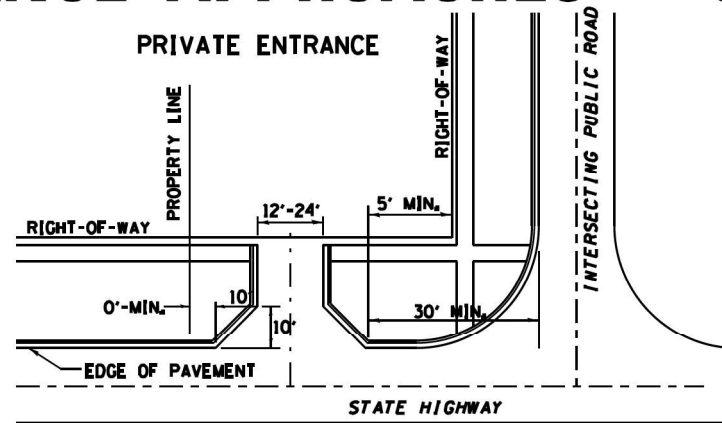 PRIVATE ENTRANCE
PROPERTY LINE
RIGHT-OF-WAY
INTERSECTING PUBLIC ROAD
12'-24'
5' MIN.
RIGHT-OF-WAY
0'-MIN.
10'
10'
30' MIN.
EDGE OF PAVEMENT
STATE HIGHWAY